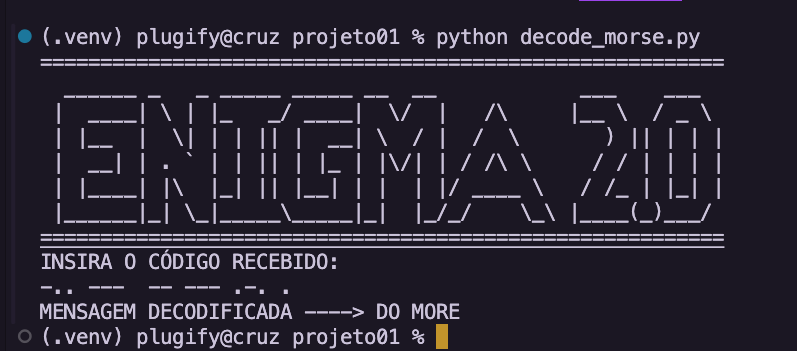 (.venv) plugify@cruz projeto01 % python decode_morse.py
ENIGMA 2.0
INSIRA O CÓDIGO RECEBIDO:
-.. ---  -- --- .-. .
MENSAGEM DECODIFICADA ----> DO MORE
(.venv) plugify@cruz projeto01 %